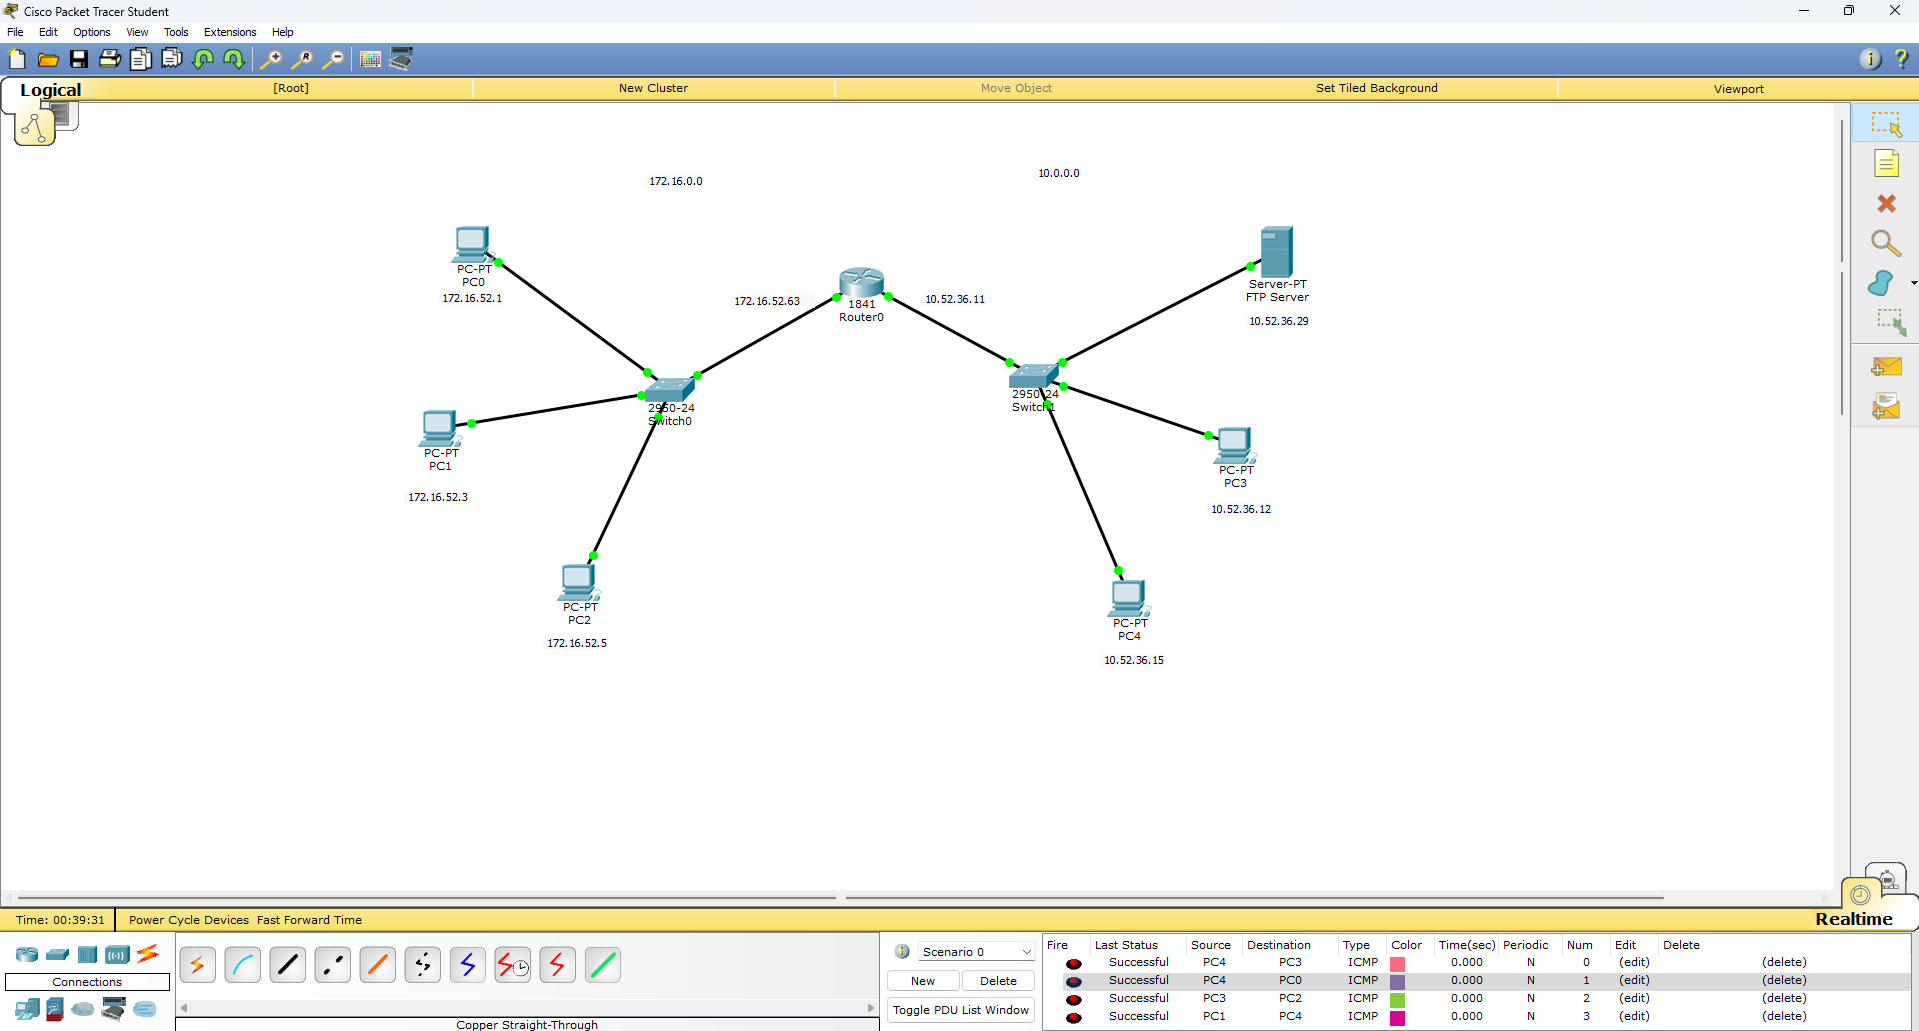 Cisco Packet Tracer Student
File Edit Options View Tools Extensions Help
Logical [Root] New Cluster Move Object Set Tiled Background Viewport
172.16.0.0
10.0.0.0
PC-PT
PC0
172.16.52.1
172.16.52.63
1841
Router0
10.52.36.11
Server-PT
FTP Server
10.52.36.29
2950-24
Switch0
2950-24
Switch1
PC-PT
PC1
172.16.52.3
PC-PT
PC3
10.52.36.12
PC-PT
PC2
172.16.52.5
PC-PT
PC4
10.52.36.15
Time: 00:39:31 Power Cycle Devices Fast Forward Time
Realtime
Connections
Copper Straight-Through
Scenario 0
New Delete
Toggle PDU List Window
Fire Last Status Source Destination Type Color Time(sec) Periodic Num Edit Delete
Successful PC4 PC3 ICMP 0.000 N 0 (edit) (delete)
Successful PC4 PC0 ICMP 0.000 N 1 (edit) (delete)
Successful PC3 PC2 ICMP 0.000 N 2 (edit) (delete)
Successful PC1 PC4 ICMP 0.000 N 3 (edit) (delete)